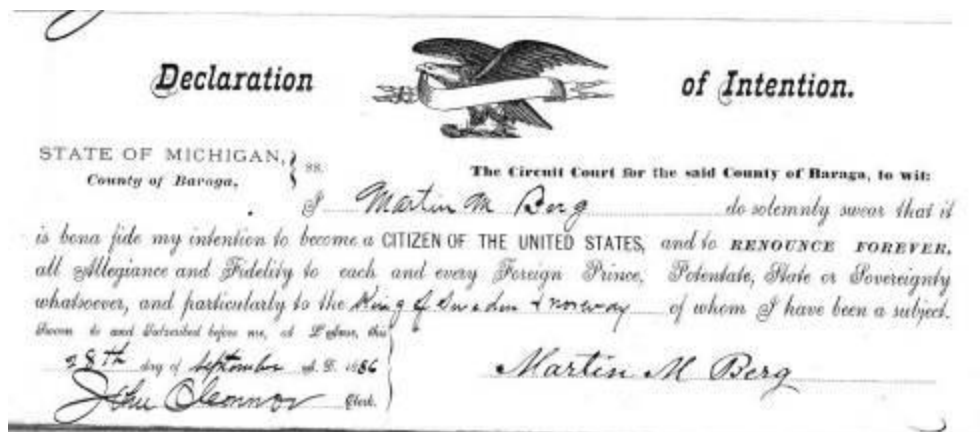 Declaration of Intention.
STATE OF MICHIGAN, } ss.
County of Baraga,
The Circuit Court for the said County of Baraga, to wit:
I Martin M Berg do solemnly swear that it
is bona fide my intention to become a CITIZEN OF THE UNITED STATES, and to RENOUNCE FOREVER,
all Allegiance and Fidelity to each and every Foreign Prince, Potentate, State or Sovereignty
whatsoever, and particularly to the King of Sweden & Norway of whom I have been a subject.
Sworn to and Subscribed before me, at L'Anse, this
28th day of September A. D. 1886
Martin M Berg
John OConnor Clerk.